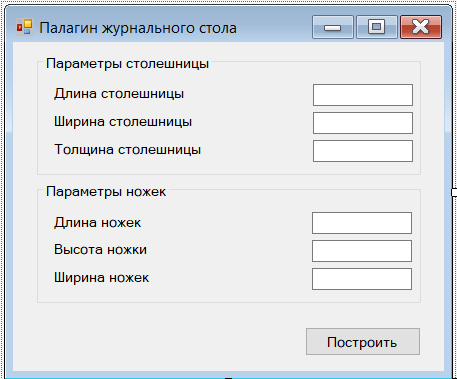 Палагин журнального стола
Параметры столешницы
Длина столешницы
Ширина столешницы
Толщина столешницы
Параметры ножек
Длина ножек
Высота ножки
Ширина ножек
Построить